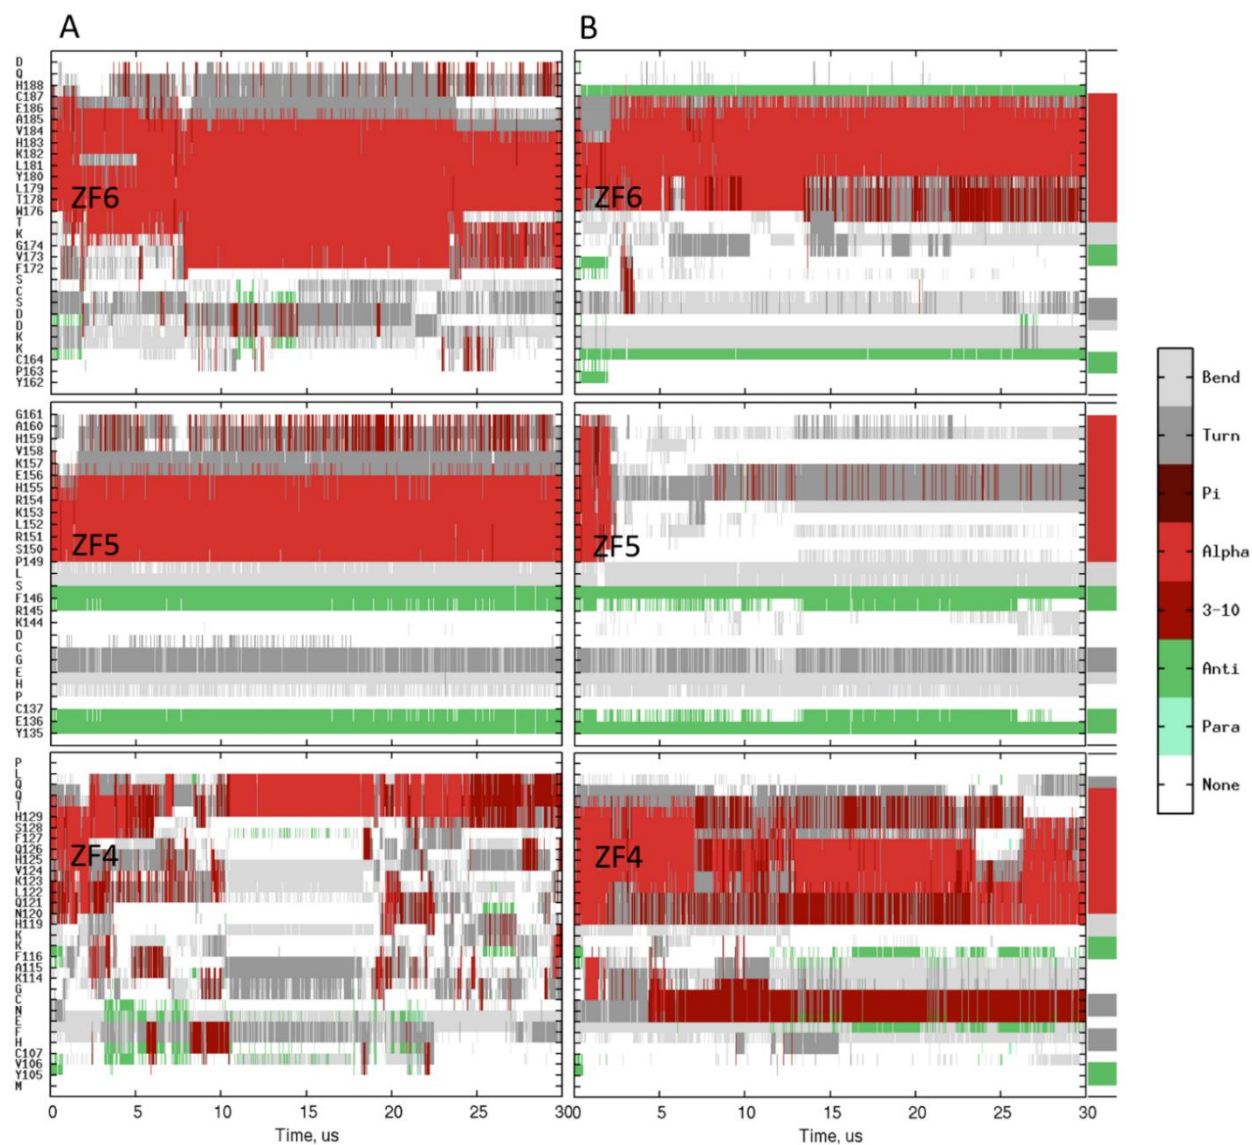 A B
D
Q
H188
C187
E186
A185
V184
H183
K182
L181
Y180
L179
T178
W176
T
K
G174
V173
F172
S
C
S
D
D
K
K
C164
P163
Y162
ZF6 ZF6
G161
A160
H159
V158
K157
E156
H155
R154
K153
L152
R151
S150
P149
L
S
F146
R145
K144
D
C
G
E
H
P
C137
E136
Y135
ZF5 ZF5
P
L
Q
Q
T
H129
S128
F127
Q126
H125
V124
K123
L122
Q121
N120
H119
K
K
F116
A115
K114
G
C
N
E
F
H
C107
V106
Y105
M
ZF4 ZF4
0 5 10 15 20 25 30 0 5 10 15 20 25 30
Time, us Time, us
Bend
Turn
Pi
Alpha
3-10
Anti
Para
None